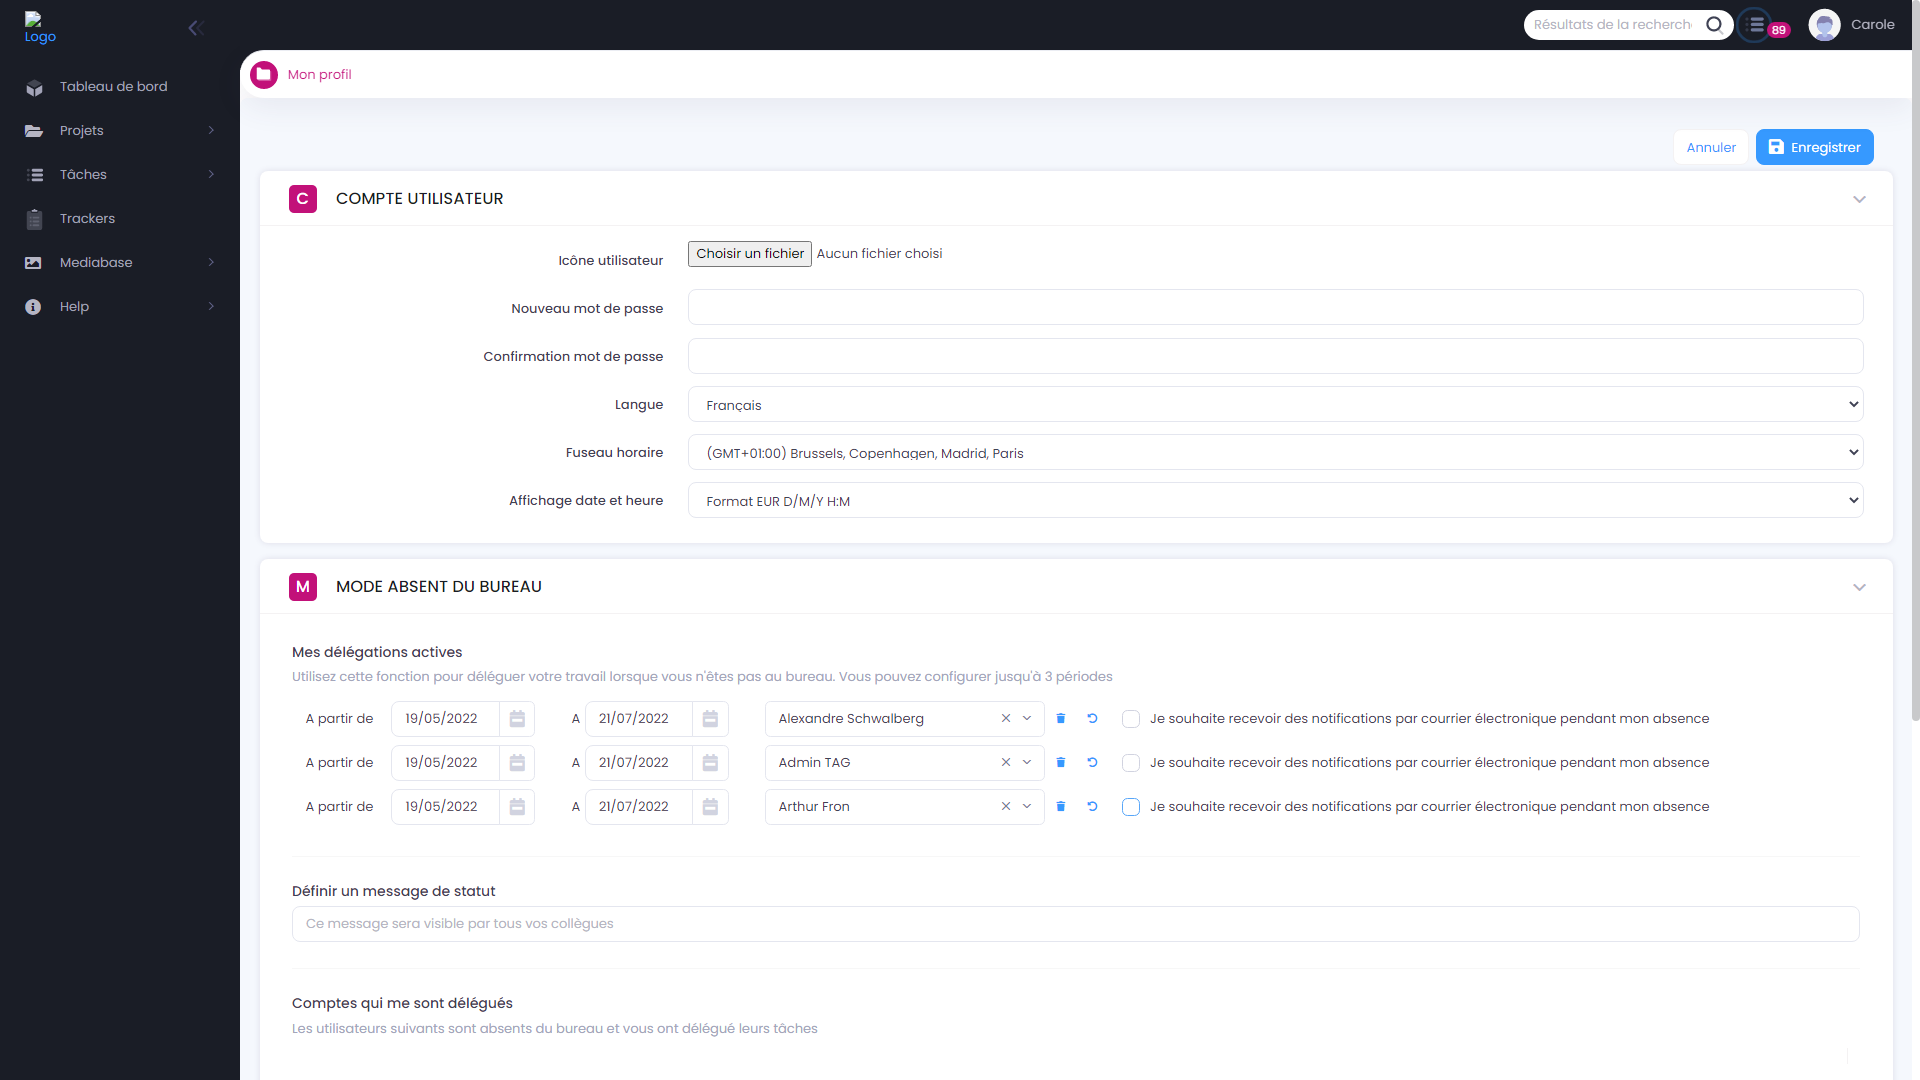 Logo
Tableau de bord
Projets
Tâches
Trackers
Mediabase
Help
Résultats de la recherch
89
Carole
Mon profil
Annuler
Enregistrer
C COMPTE UTILISATEUR
Icône utilisateur Choisir un fichier Aucun fichier choisi
Nouveau mot de passe
Confirmation mot de passe
Langue Français
Fuseau horaire (GMT+01:00) Brussels, Copenhagen, Madrid, Paris
Affichage date et heure Format EUR D/M/Y H:M
M MODE ABSENT DU BUREAU
Mes délégations actives
Utilisez cette fonction pour déléguer votre travail lorsque vous n'êtes pas au bureau. Vous pouvez configurer jusqu'à 3 périodes
A partir de 19/05/2022 A 21/07/2022 Alexandre Schwalberg Je souhaite recevoir des notifications par courrier électronique pendant mon absence
A partir de 19/05/2022 A 21/07/2022 Admin TAG Je souhaite recevoir des notifications par courrier électronique pendant mon absence
A partir de 19/05/2022 A 21/07/2022 Arthur Fron Je souhaite recevoir des notifications par courrier électronique pendant mon absence
Définir un message de statut
Ce message sera visible par tous vos collègues
Comptes qui me sont délégués
Les utilisateurs suivants sont absents du bureau et vous ont délégué leurs tâches